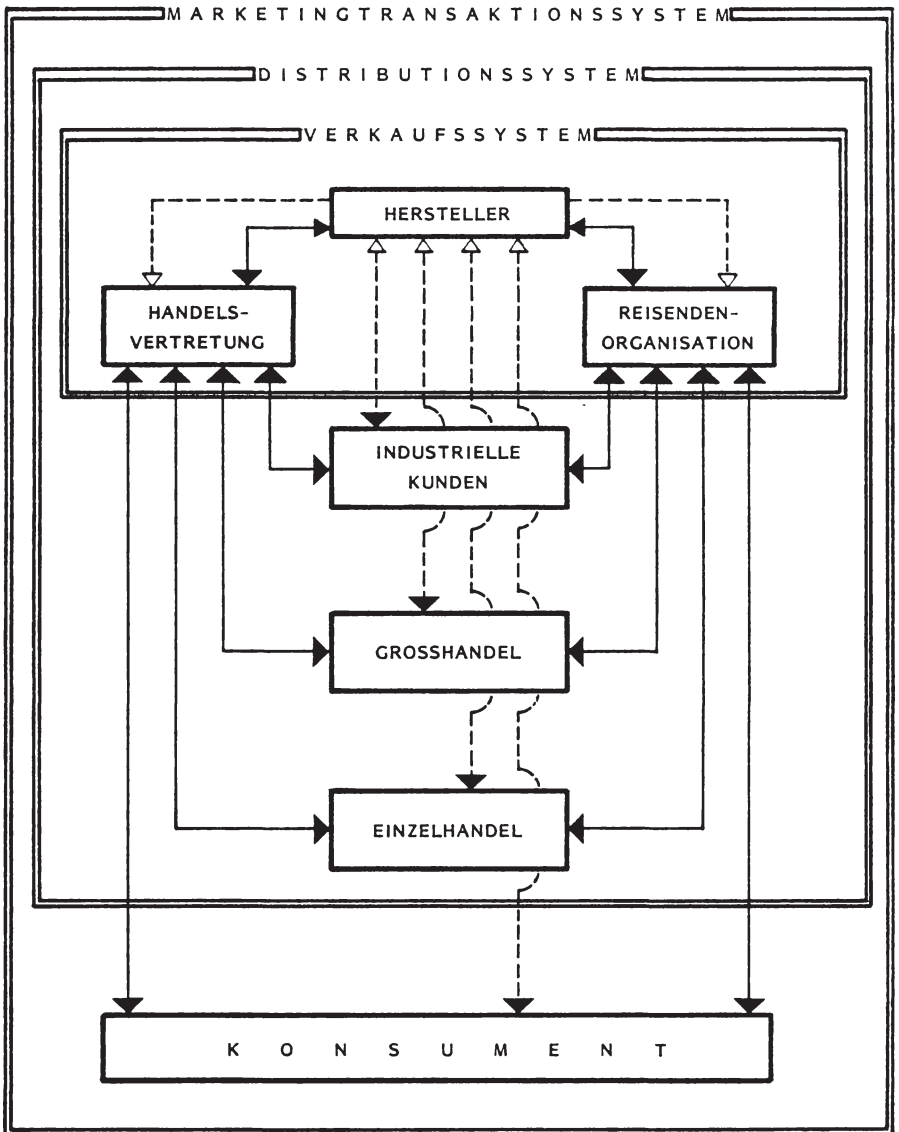 MARKETINGTRANSAKTIONSSYSTEM
DISTRIBUTIONSSYSTEM
VERKAUFSSYSTEM
HERSTELLER
HANDELS-
VERTRETUNG
REISENDEN-
ORGANISATION
INDUSTRIELLE
KUNDEN
GROSSHANDEL
EINZELHANDEL
KONSUMENT